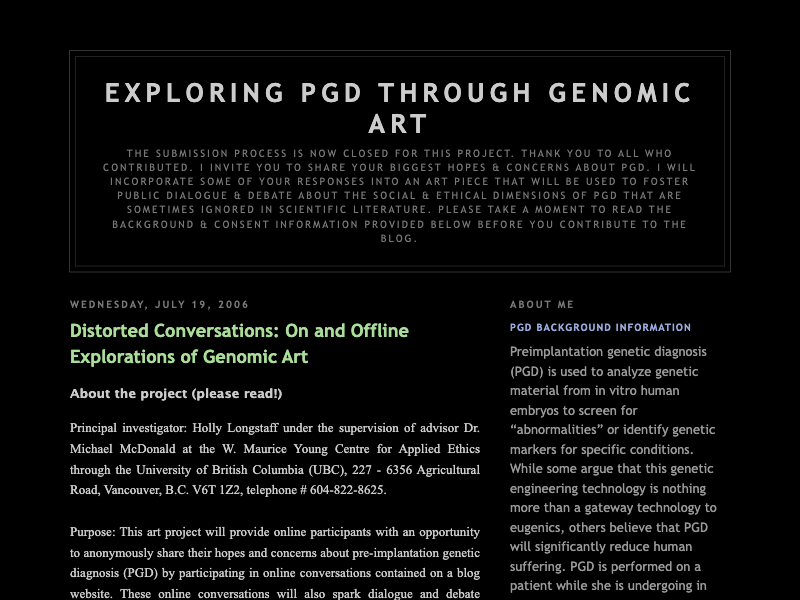 EXPLORING PGD THROUGH GENOMIC
ART
THE SUBMISSION PROCESS IS NOW CLOSED FOR THIS PROJECT. THANK YOU TO ALL WHO
CONTRIBUTED. I INVITE YOU TO SHARE YOUR BIGGEST HOPES & CONCERNS ABOUT PGD. I WILL
INCORPORATE SOME OF YOUR RESPONSES INTO AN ART PIECE THAT WILL BE USED TO FOSTER
PUBLIC DIALOGUE & DEBATE ABOUT THE SOCIAL & ETHICAL DIMENSIONS OF PGD THAT ARE
SOMETIMES IGNORED IN SCIENTIFIC LITERATURE. PLEASE TAKE A MOMENT TO READ THE
BACKGROUND & CONSENT INFORMATION PROVIDED BELOW BEFORE YOU CONTRIBUTE TO THE
BLOG.
WEDNESDAY, JULY 19, 2006
Distorted Conversations: On and Offline
Explorations of Genomic Art
About the project (please read!)
Principal investigator: Holly Longstaff under the supervision of advisor Dr.
Michael McDonald at the W. Maurice Young Centre for Applied Ethics
through the University of British Columbia (UBC), 227 - 6356 Agricultural
Road, Vancouver, B.C. V6T 1Z2, telephone # 604-822-8625.
Purpose: This art project will provide online participants with an opportunity
to anonymously share their hopes and concerns about pre-implantation genetic
diagnosis (PGD) by participating in online conversations contained on a blog
website. These online conversations will also spark dialogue and debate
ABOUT ME
PGD BACKGROUND INFORMATION
Preimplantation genetic diagnosis
(PGD) is used to analyze genetic
material from in vitro human
embryos to screen for
“abnormalities” or identify genetic
markers for specific conditions.
While some argue that this genetic
engineering technology is nothing
more than a gateway technology to
eugenics, others believe that PGD
will significantly reduce human
suffering. PGD is performed on a
patient while she is undergoing in